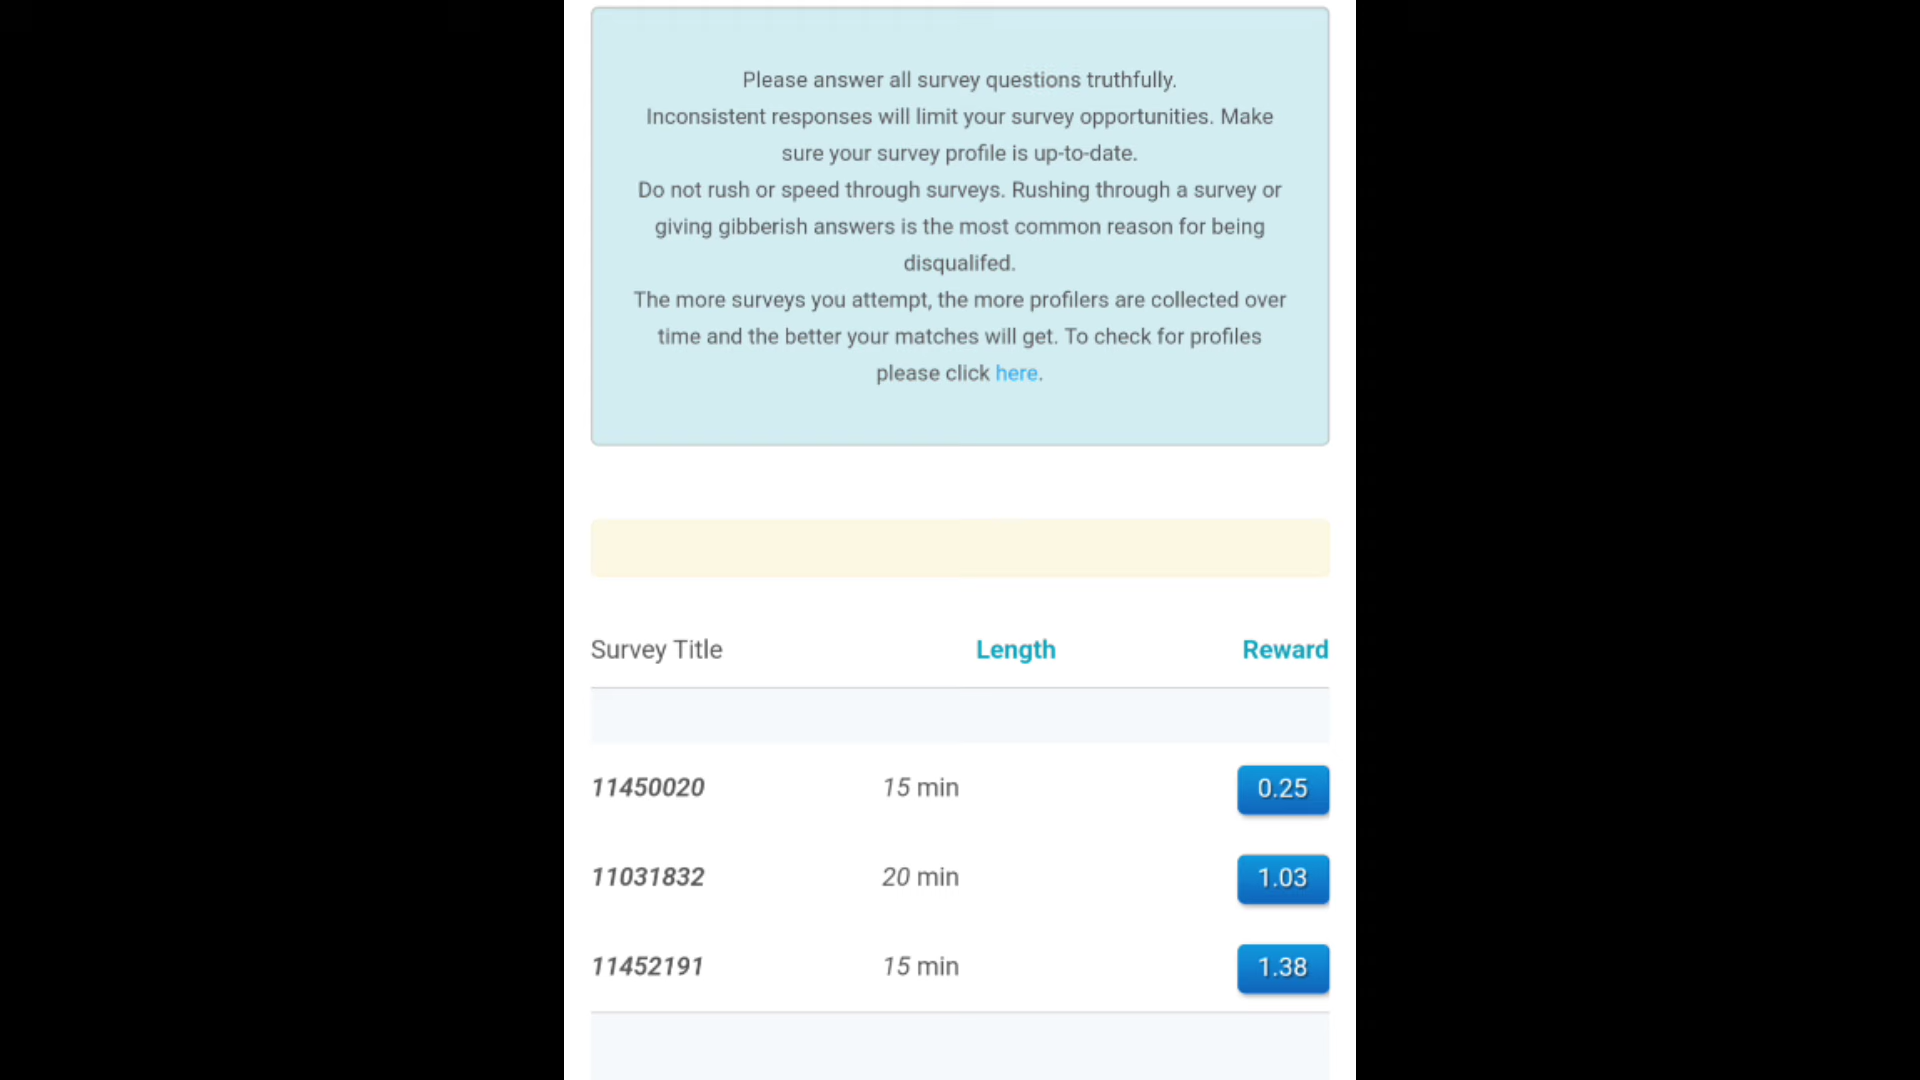 Please answer all survey questions truthfully.
Inconsistent responses will limit your survey opportunities. Make
sure your survey profile is up-to-date.
Do not rush or speed through surveys. Rushing through a survey or
giving gibberish answers is the most common reason for being
disqualifed.
The more surveys you attempt, the more profilers are collected over
time and the better your matches will get. To check for profiles
please click here.
Survey Title Length Reward
11450020 15 min 0.25
11031832 20 min 1.03
11452191 15 min 1.38